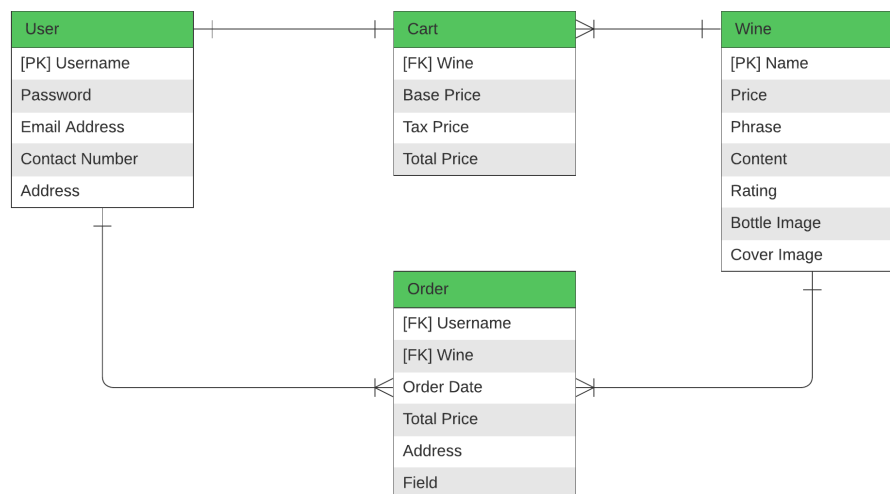 User
[PK] Username
Password
Email Address
Contact Number
Address
Cart
[FK] Wine
Base Price
Tax Price
Total Price
Wine
[PK] Name
Price
Phrase
Content
Rating
Bottle Image
Cover Image
Order
[FK] Username
[FK] Wine
Order Date
Total Price
Address
Field